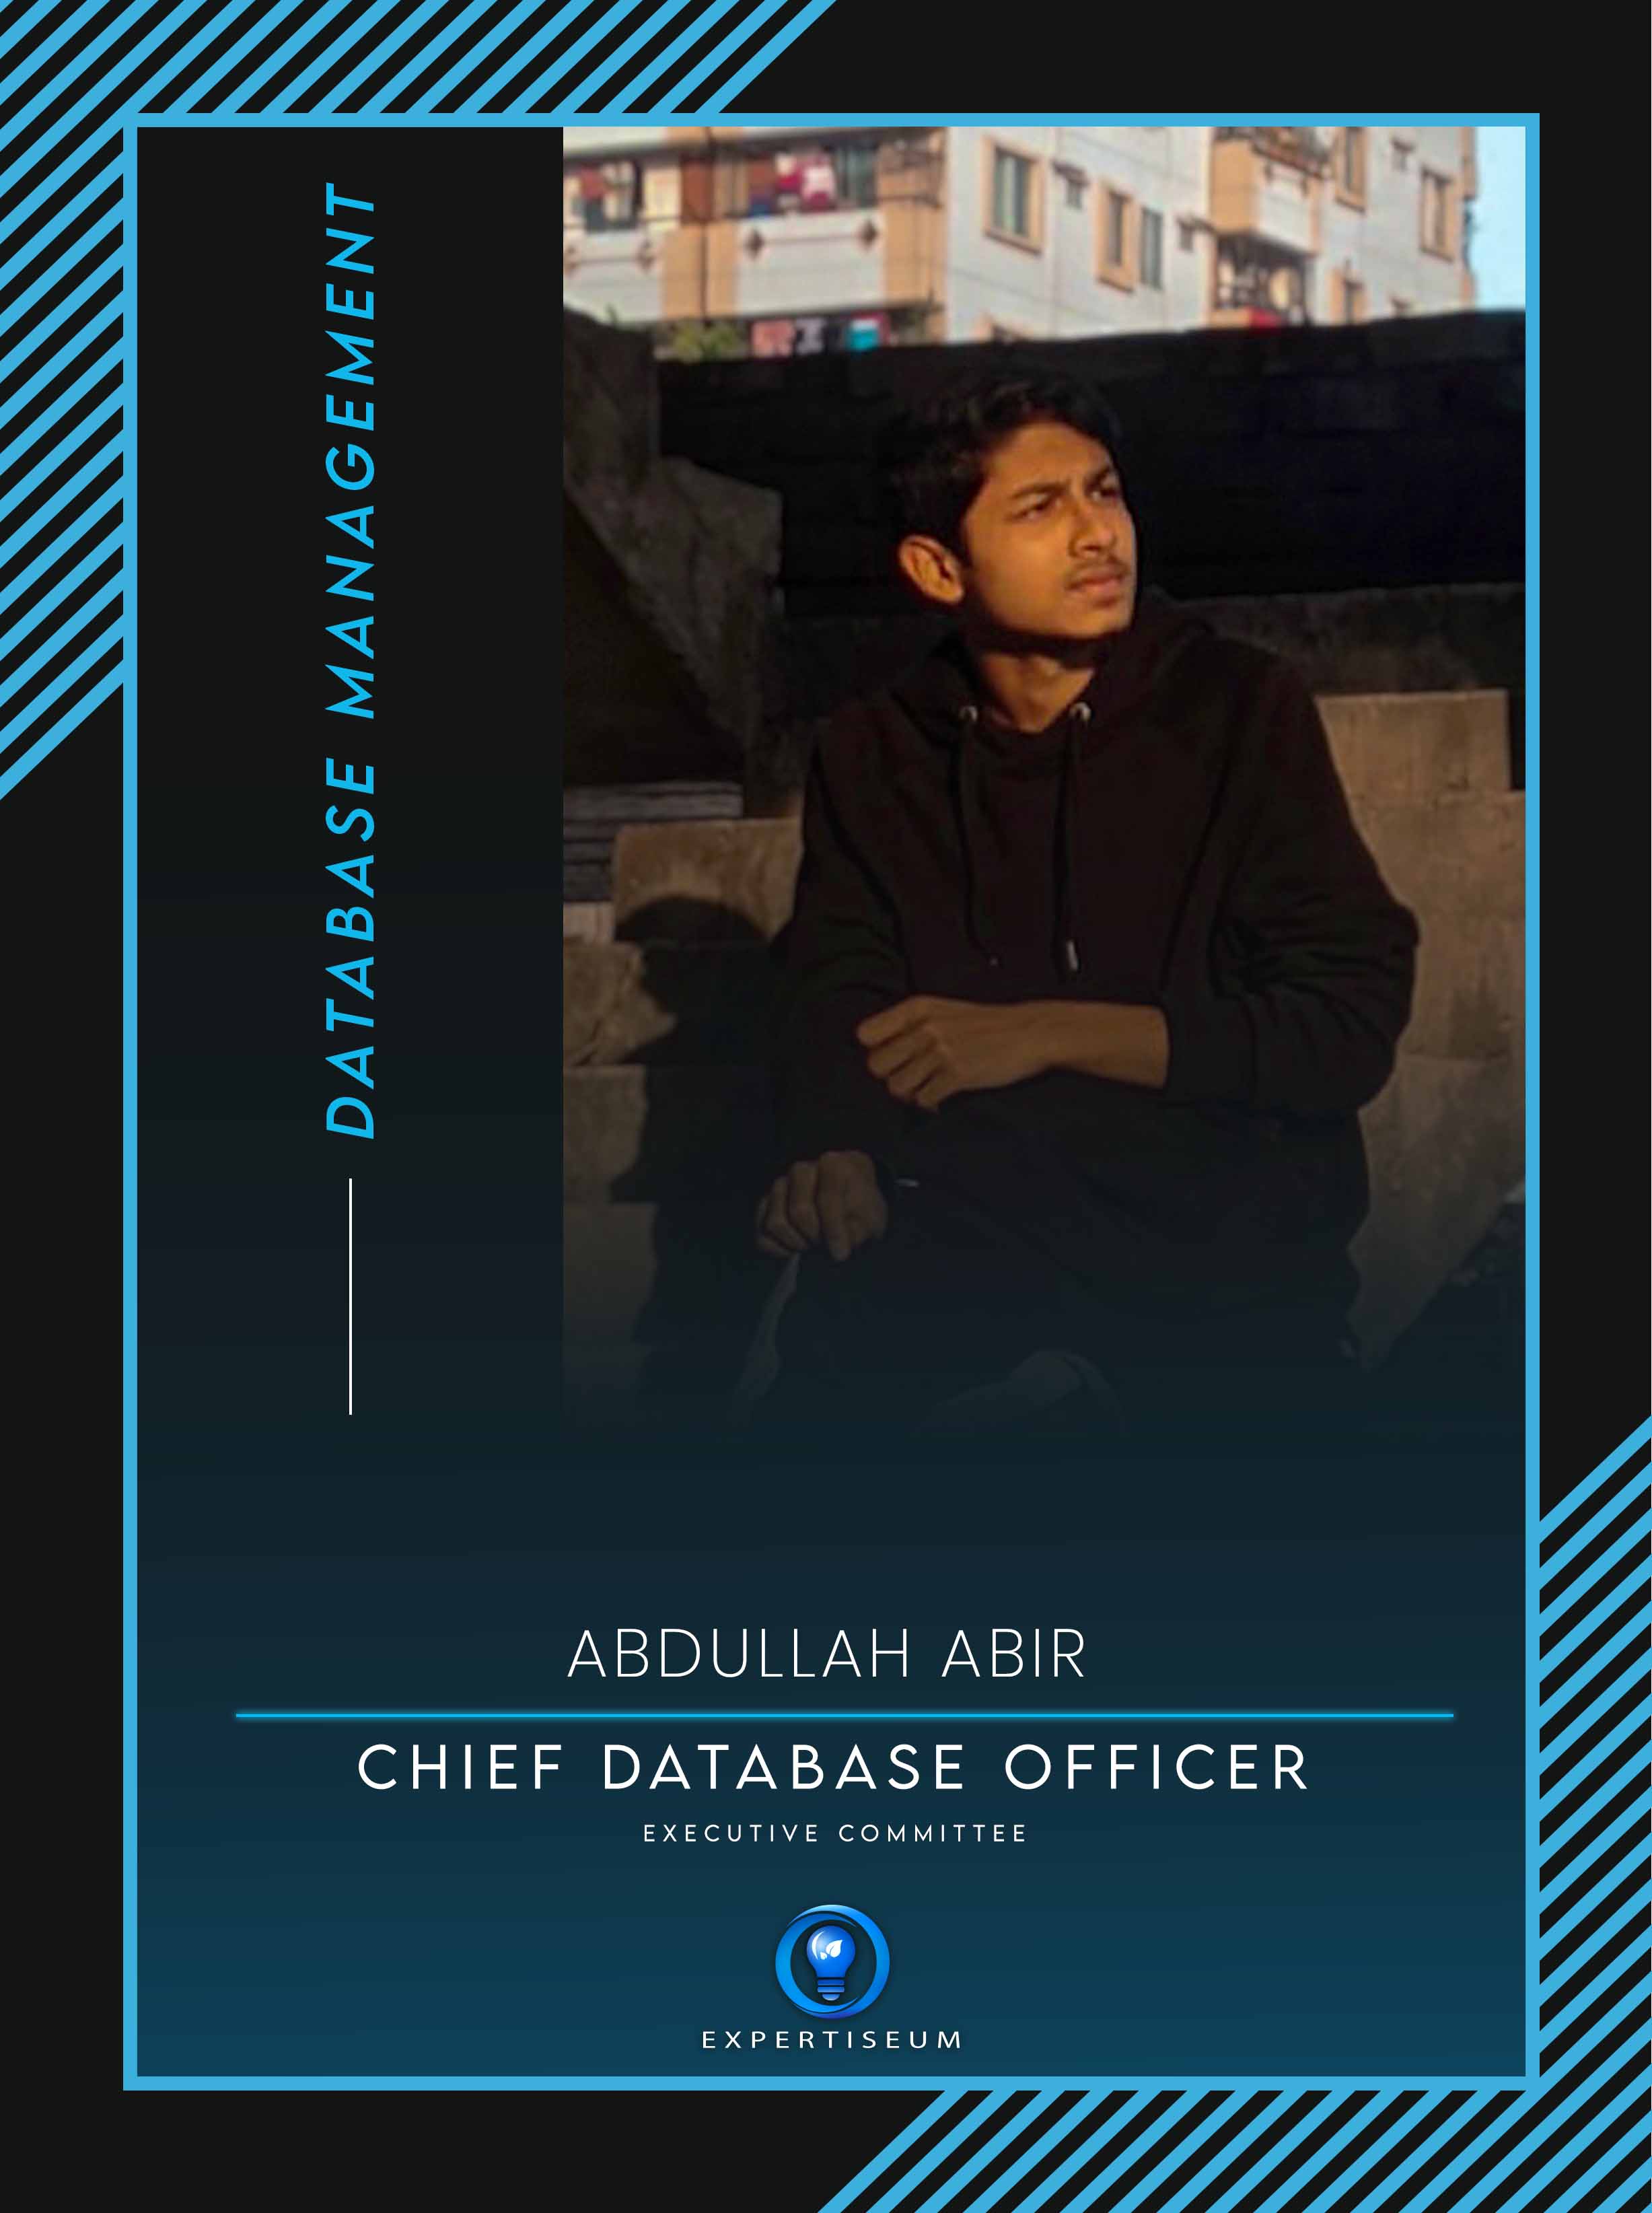 DATABASE MANAGEMENT
ABDULLAH ABIR
CHIEF DATABASE OFFICER
EXECUTIVE COMMITTEE
EXPERTISEUM